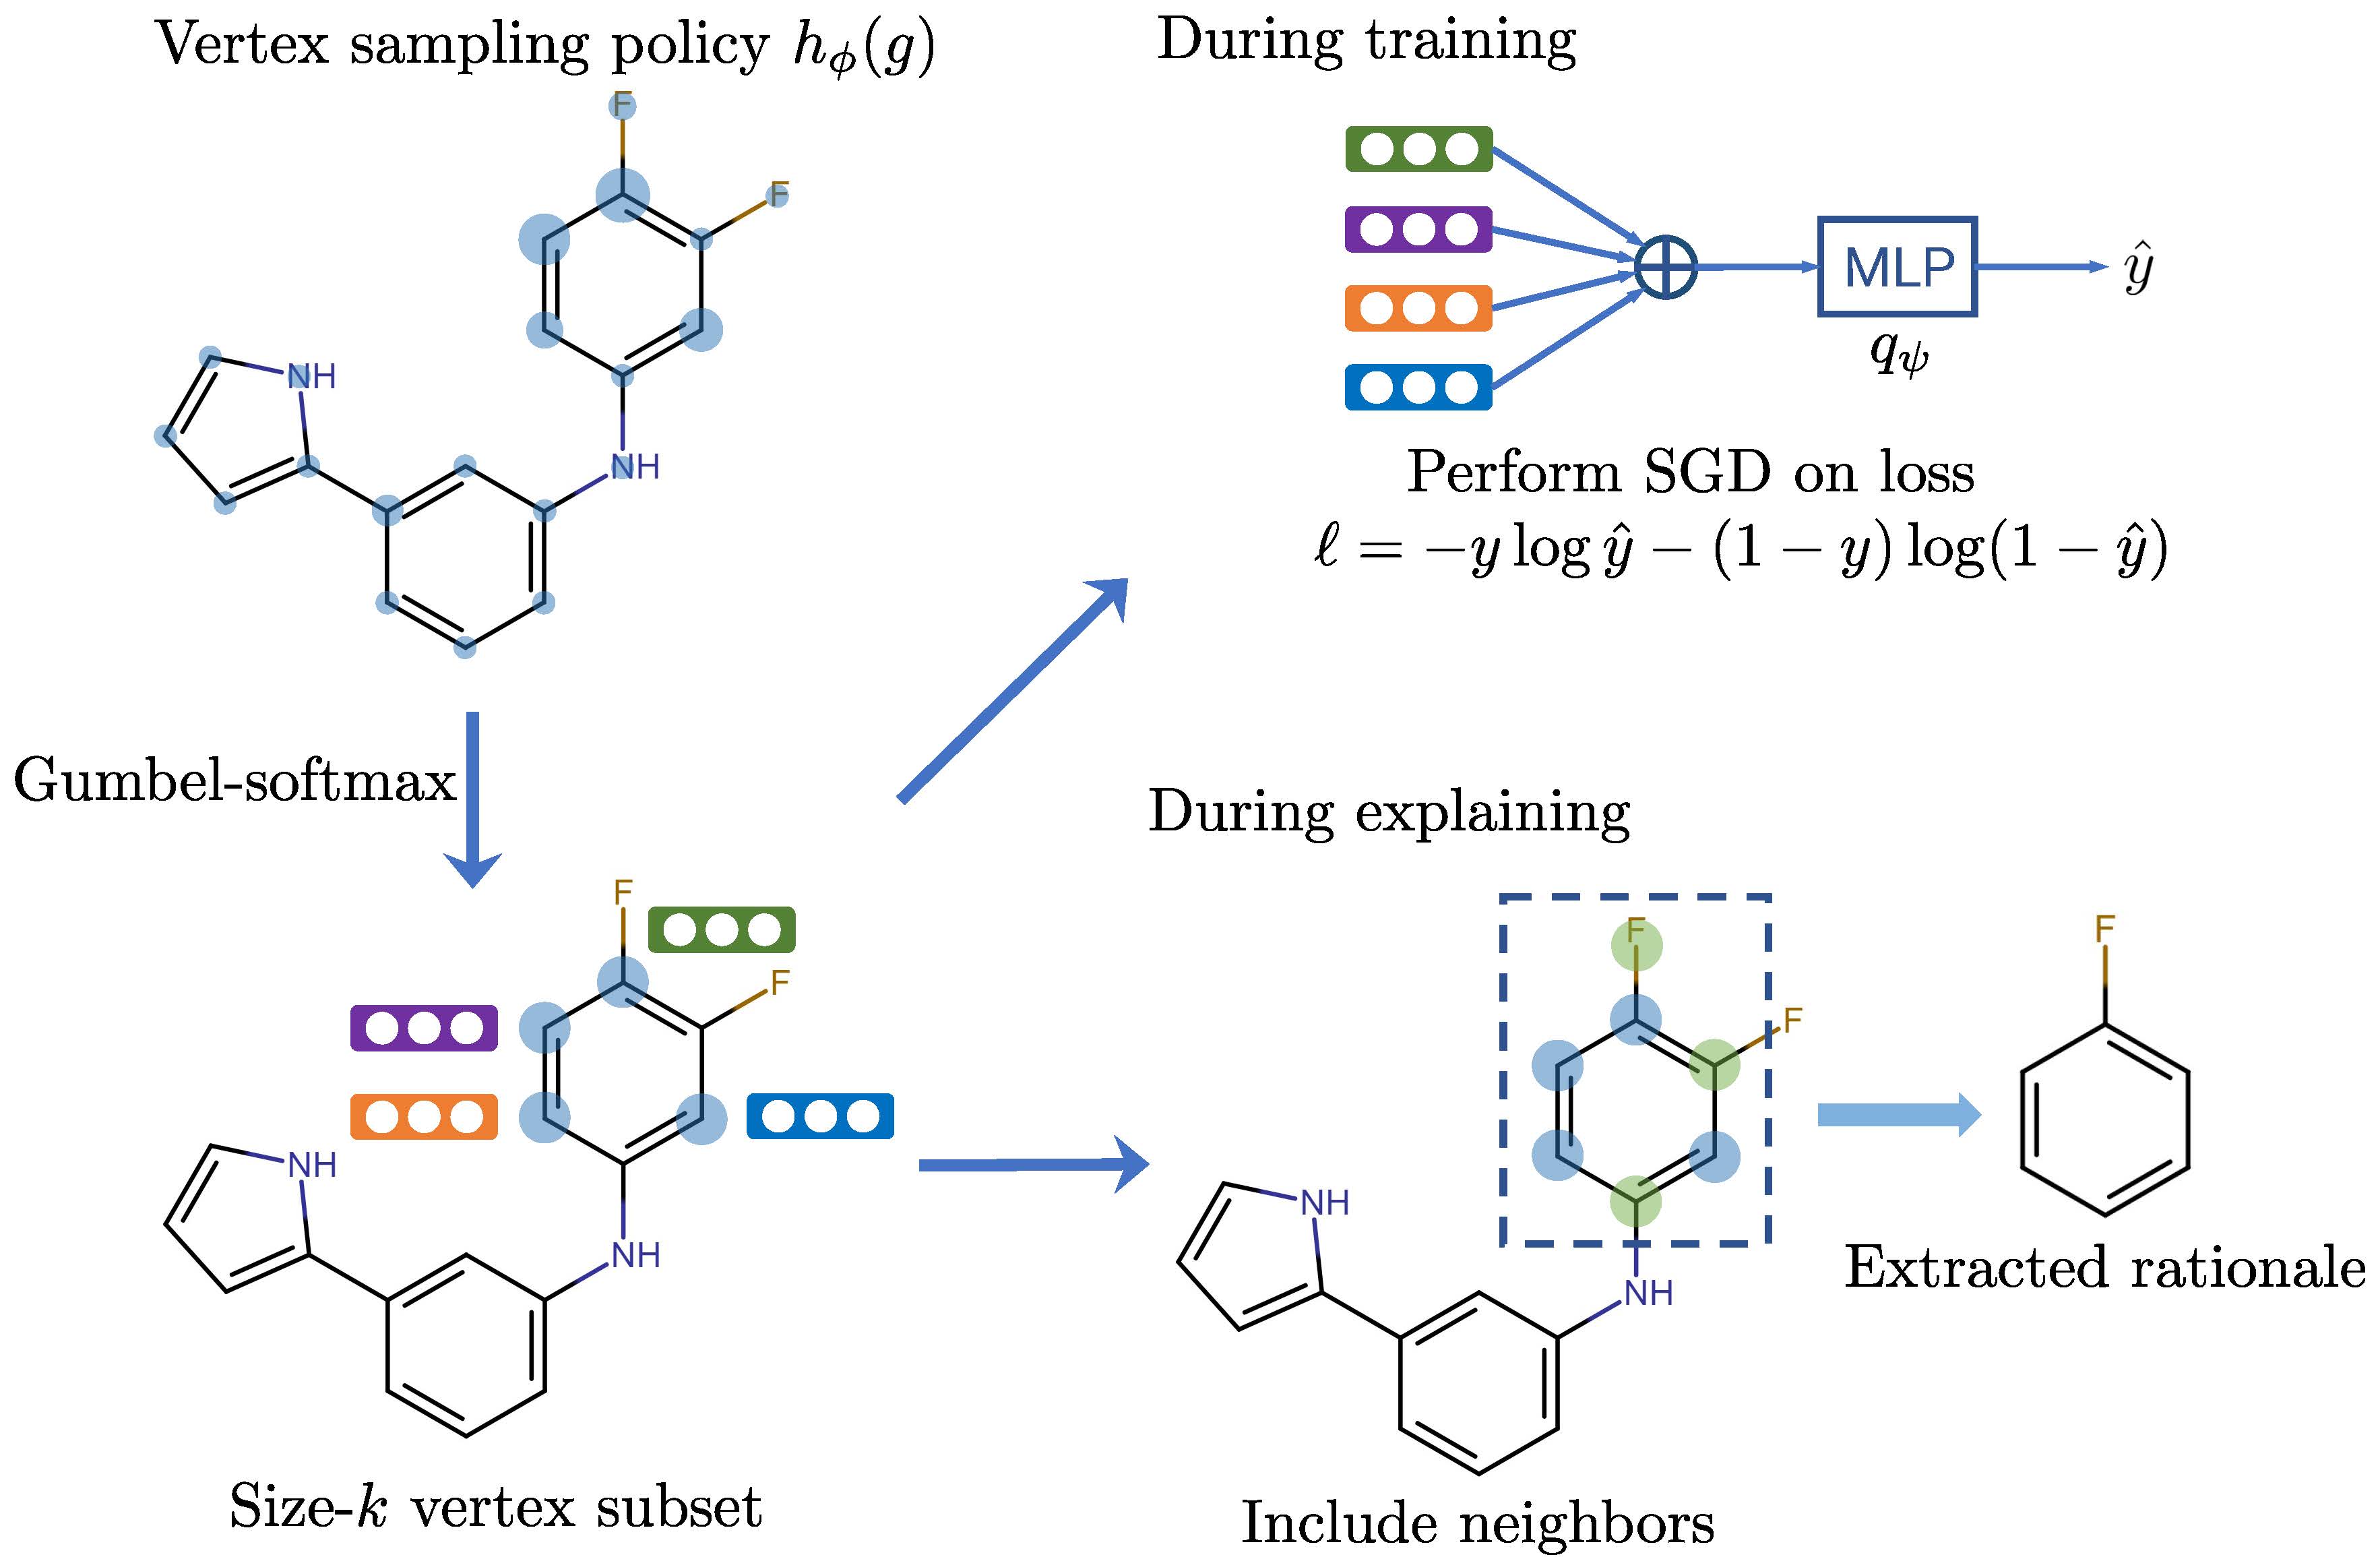 Vertex sampling policy $h_\phi(g)$
F
F
NH
NH
Gumbel-softmax
F
F
NH
NH
Size-$k$ vertex subset
During training
MLP
$\hat{y}$
$q_\psi$
Perform SGD on loss
$\ell = -y \log \hat{y} - (1 - y) \log(1 - \hat{y})$
During explaining
F
F
NH
NH
Include neighbors
F
Extracted rationale